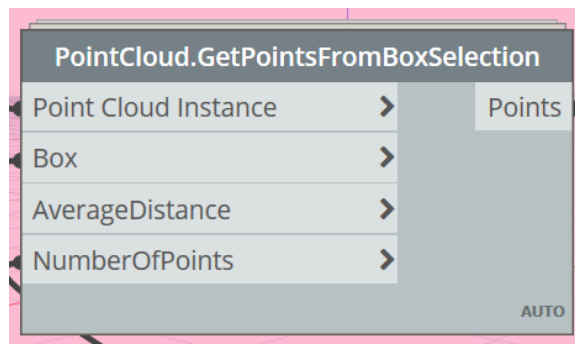 PointCloud.GetPointsFromBoxSelection
Point Cloud Instance
Points
Box
AverageDistance
NumberOfPoints
AUTO